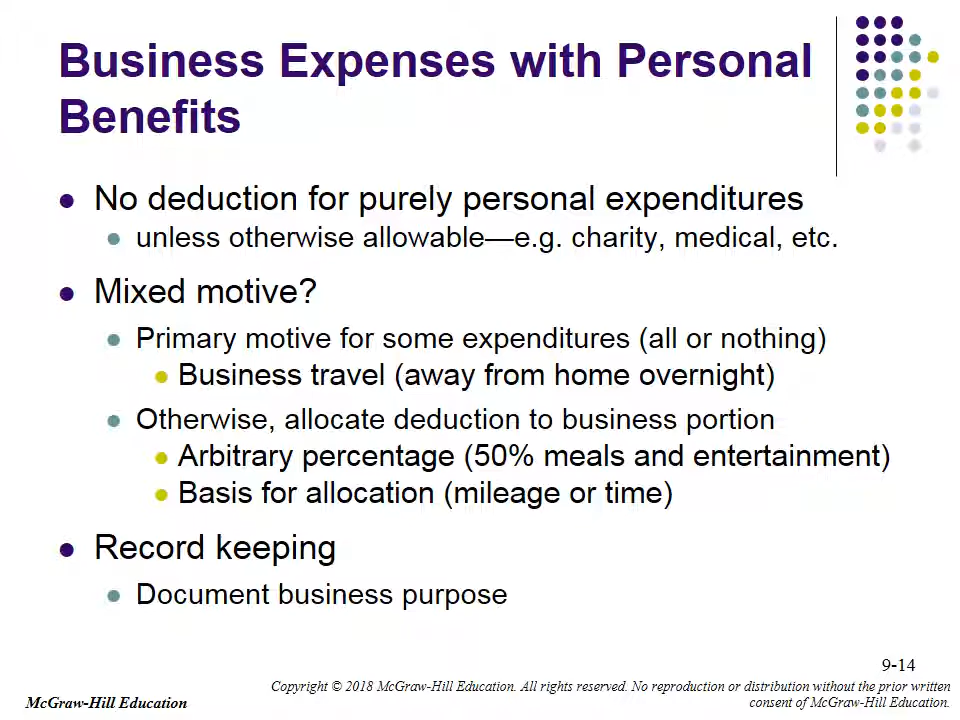 Business Expenses with Personal
Benefits
No deduction for purely personal expenditures
unless otherwise allowable—e.g. charity, medical, etc.
Mixed motive?
Primary motive for some expenditures (all or nothing)
Business travel (away from home overnight)
Otherwise, allocate deduction to business portion
Arbitrary percentage (50% meals and entertainment)
Basis for allocation (mileage or time)
Record keeping
Document business purpose
9-14
Copyright © 2018 McGraw-Hill Education. All rights reserved. No reproduction or distribution without the prior written
consent of McGraw-Hill Education.
McGraw-Hill Education